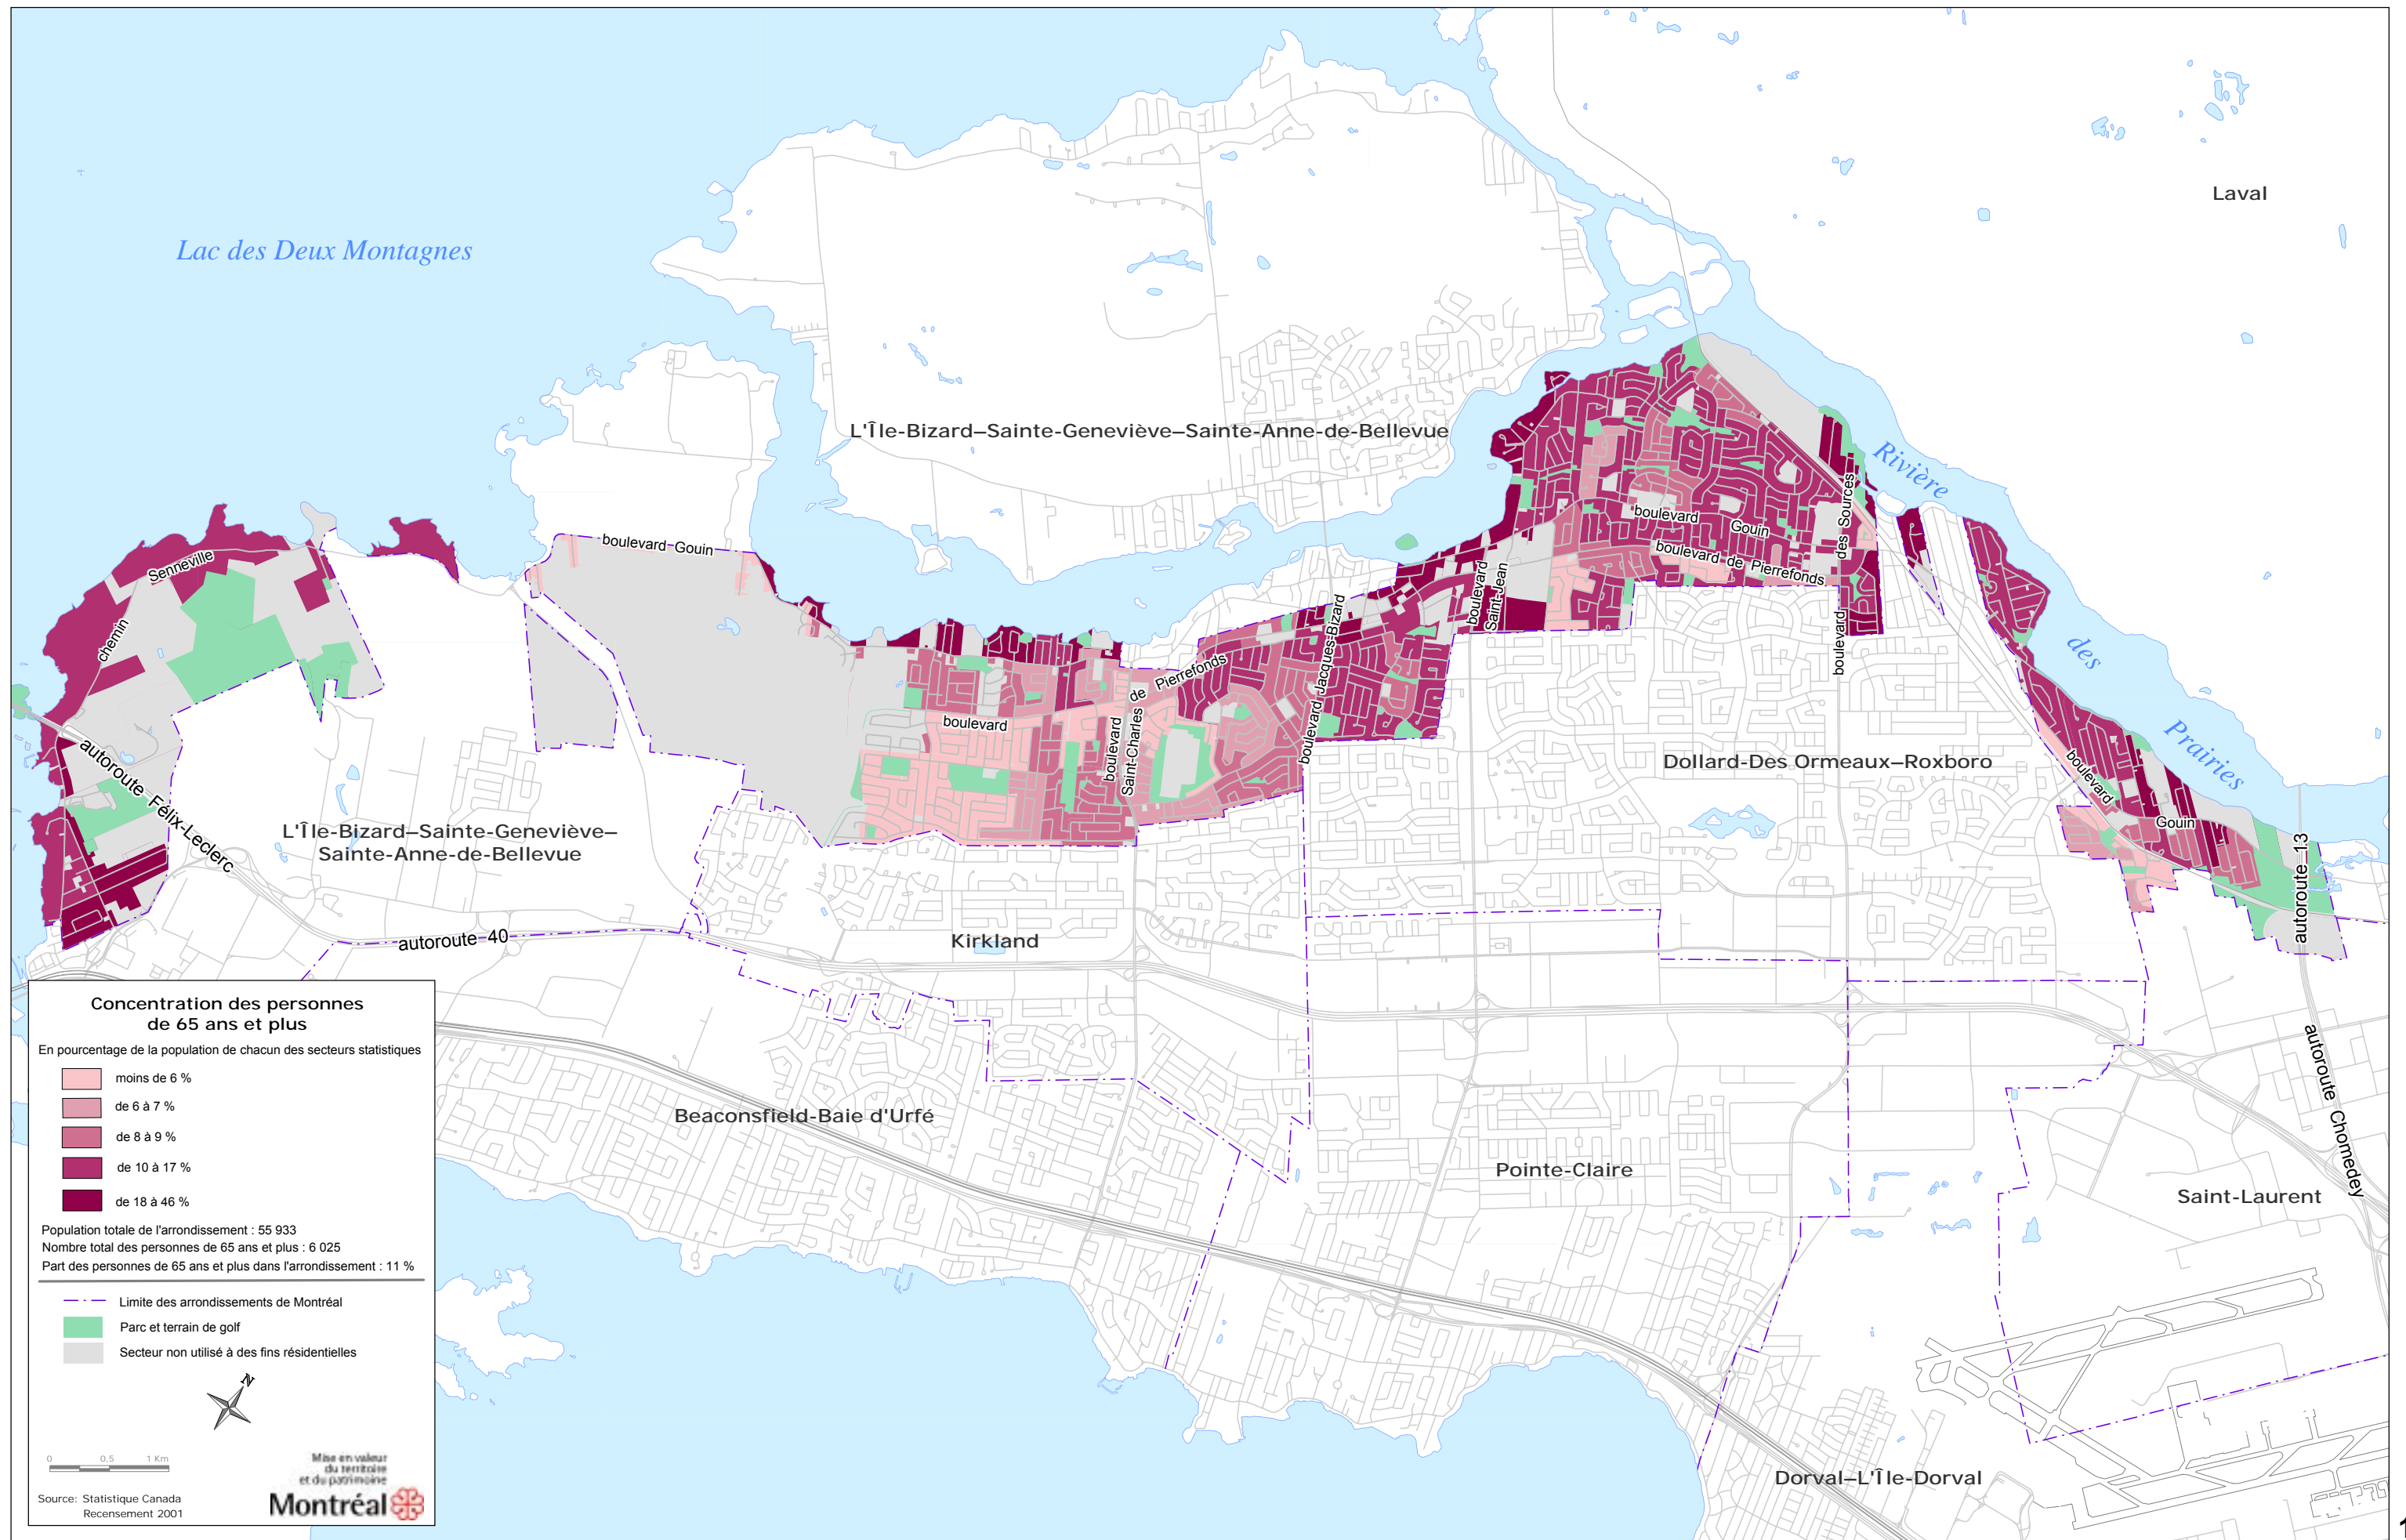 Laval
Lac des Deux Montagnes
L'Île-Bizard–Sainte-Geneviève–Sainte-Anne-de-Bellevue
Rivière
des
Prairies
Senneville
chemin
boulevard Gouin
boulevard
Gouin
boulevard de Pierrefonds
des Sources
boulevard
boulevard
Saint-Jean
boulevard Jacques-Bizard
de Pierrefonds
boulevard
boulevard
Saint-Charles
autoroute Félix-Leclerc
L'Île-Bizard–Sainte-Geneviève–
Sainte-Anne-de-Bellevue
Dollard-Des Ormeaux–Roxboro
boulevard
Gouin
autoroute 13
autoroute 40
Kirkland
Beaconsfield-Baie d'Urfé
Pointe-Claire
autoroute Chomedey
Saint-Laurent
Dorval–L'Île-Dorval
Concentration des personnes
de 65 ans et plus
En pourcentage de la population de chacun des secteurs statistiques
moins de 6 %
de 6 à 7 %
de 8 à 9 %
de 10 à 17 %
de 18 à 46 %
Population totale de l'arrondissement : 55 933
Nombre total des personnes de 65 ans et plus : 6 025
Part des personnes de 65 ans et plus dans l'arrondissement : 11 %
Limite des arrondissements de Montréal
Parc et terrain de golf
Secteur non utilisé à des fins résidentielles
N
0 0,5 1 Km
Mise en valeur
du territoire
et du patrimoine
Montréal
Source: Statistique Canada
Recensement 2001